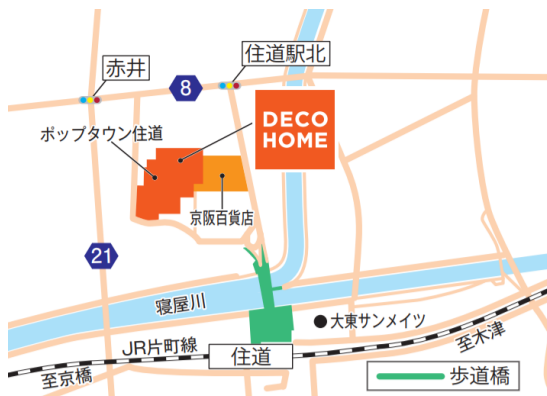 赤井
住道駅北
8
DECO
HOME
ポップタウン住道
京阪百貨店
21
寝屋川
大東サンメイツ
JR片町線
住道
至木津
至京橋
歩道橋